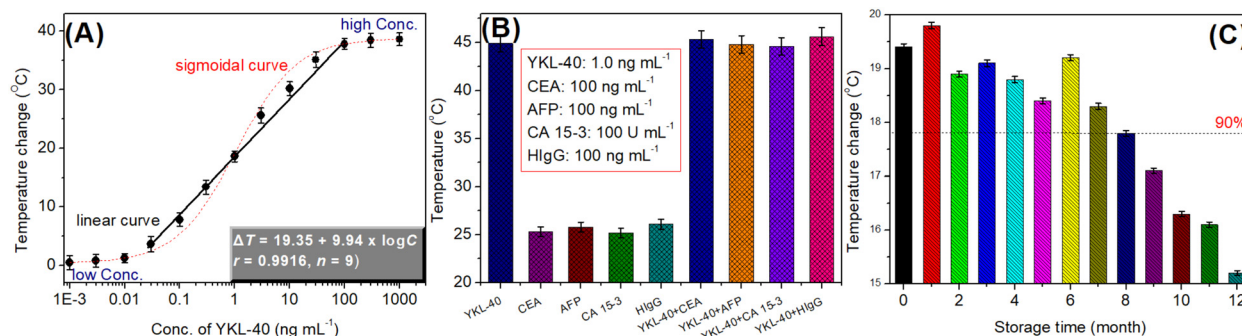 (A)
high Conc.
sigmoidal curve
linear curve
low Conc.
ΔT = 19.35 + 9.94 x logC
r = 0.9916, n = 9)
Temperature change (°C)
40
30
20
10
0
1E-3
0.01
0.1
1
10
100
1000
Conc. of YKL-40 (ng mL⁻¹)
(B)
YKL-40: 1.0 ng mL⁻¹
CEA: 100 ng mL⁻¹
AFP: 100 ng mL⁻¹
CA 15-3: 100 U mL⁻¹
HIgG: 100 ng mL⁻¹
Temperature change (°C)
45
40
35
30
25
20
YKL-40
CEA
AFP
CA 15-3
HIgG
YKL-40+CEA
YKL-40+AFP
YKL-40+CA 15-3
YKL-40+HIgG
(C)
90%
Temperature change (°C)
20
19
18
17
16
15
0
2
4
6
8
10
12
Storage time (month)